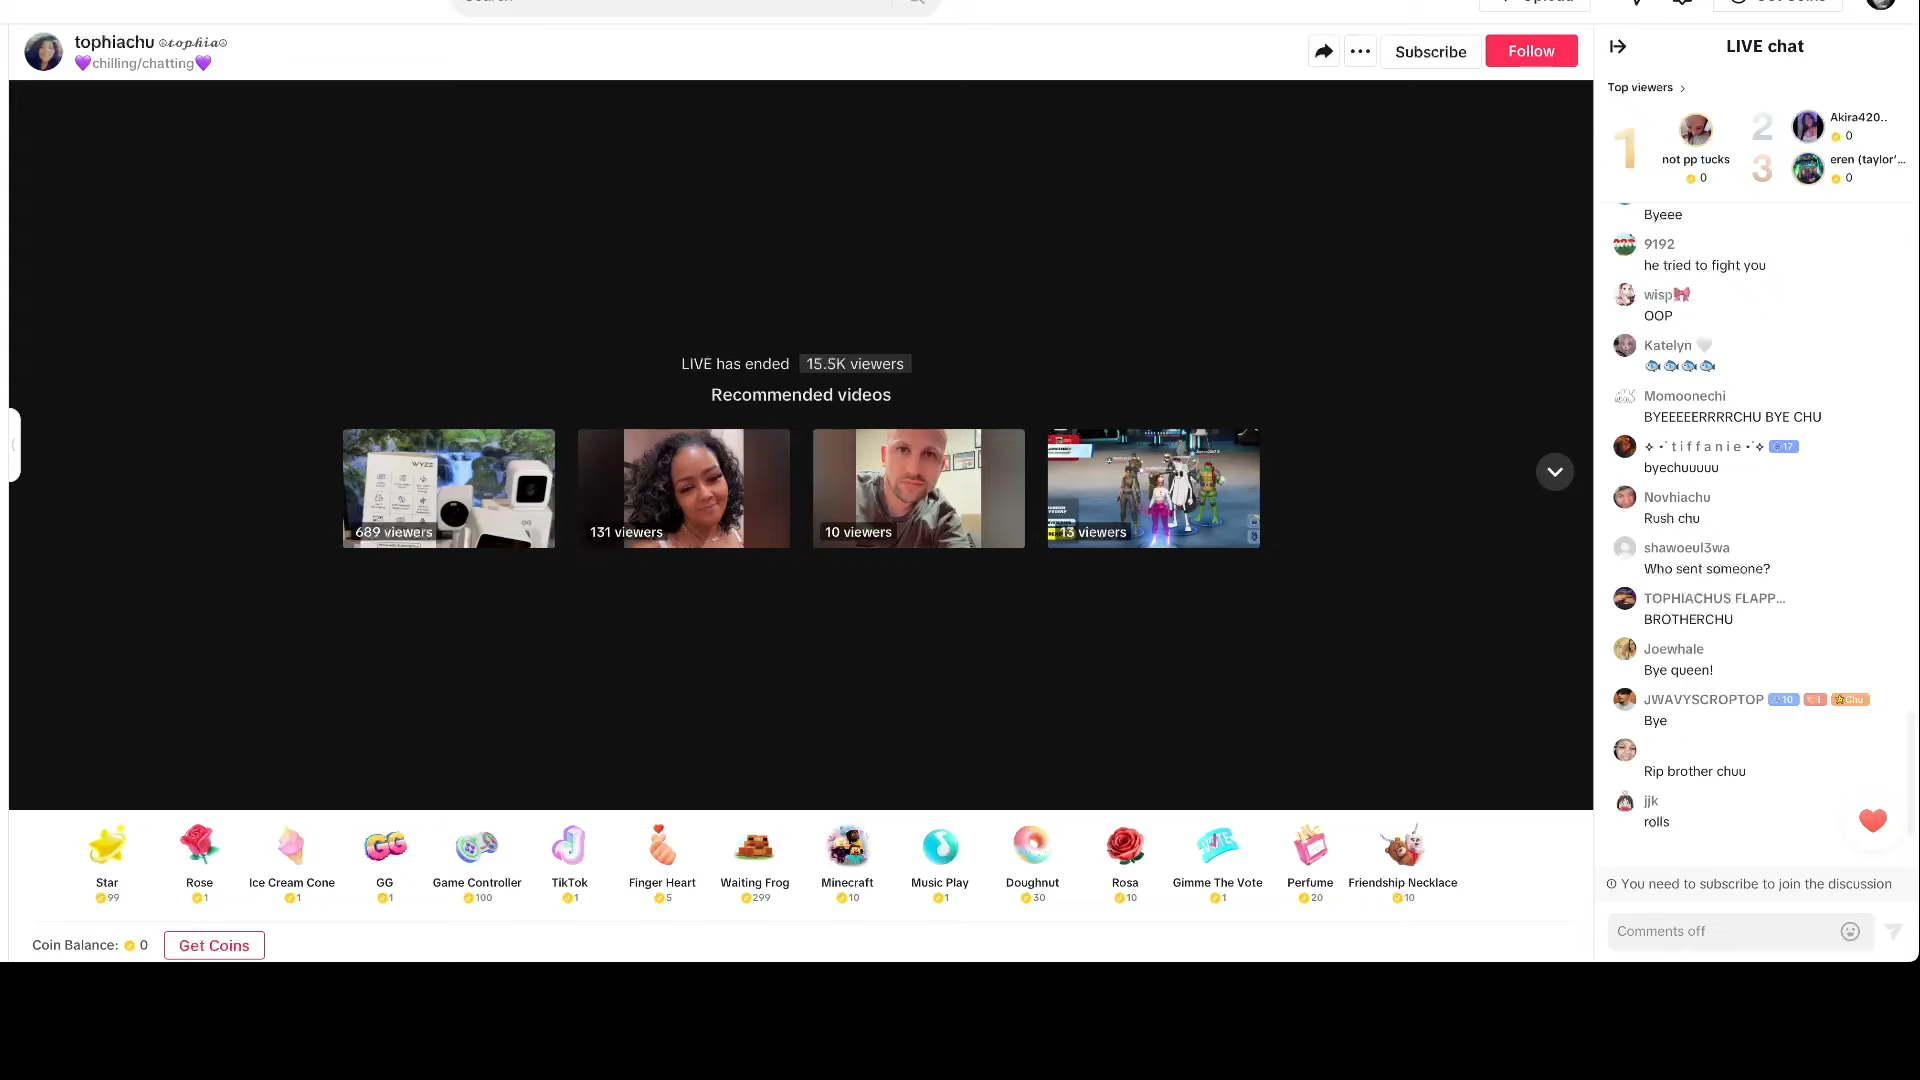 tophiachu ☮𝓽𝓸𝓹𝓱𝓲𝓪☮
💜chilling/chatting💜
Subscribe
Follow
LIVE has ended 15.5K viewers
Recommended videos
WYZE
689 viewers
131 viewers
10 viewers
13 viewers
Star
99
Rose
1
Ice Cream Cone
1
GG
1
Game Controller
100
TikTok
1
Finger Heart
5
Waiting Frog
299
Minecraft
10
Music Play
1
Doughnut
30
Rosa
10
Gimme The Vote
1
Perfume
20
Friendship Necklace
10
Coin Balance: 0
Get Coins
LIVE chat
Top viewers >
1
not pp tucks
0
2
Akira420..
0
3
eren (taylor'...
0
Byeee
9192
he tried to fight you
wisp🎀
OOP
Katelyn 🤍
🐟🐟🐟🐟
Momoonechi
BYEEEEERRRRCHU BYE CHU
⟡ •˙ t i f f a n i e •˙⟡ 17
byechuuuuu
Novhiachu
Rush chu
shawoeul3wa
Who sent someone?
TOPHIACHUS FLAPP...
BROTHERCHU
Joewhale
Bye queen!
JWAVYSCROPTOP 10 I Chu
Bye
Rip brother chuu
jjk
rolls
You need to subscribe to join the discussion
Comments off